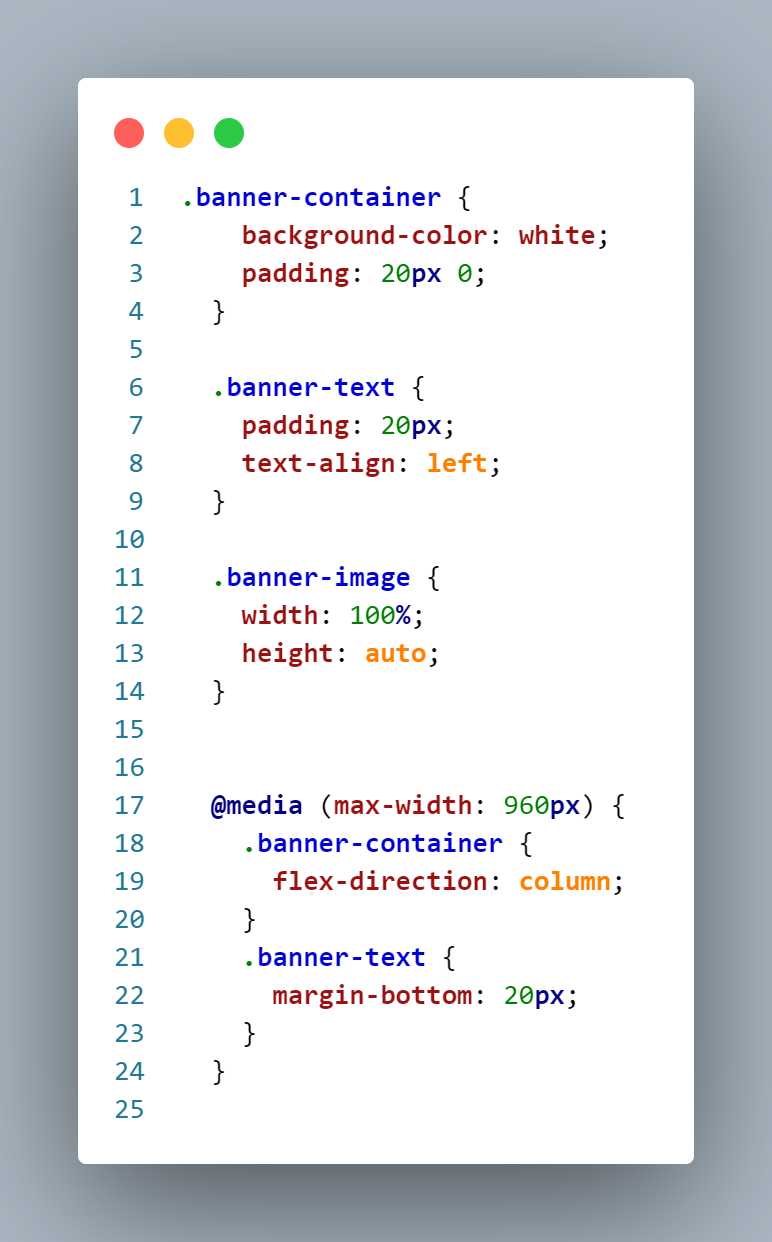 1 .banner-container {
2     background-color: white;
3     padding: 20px 0;
4   }
5
6   .banner-text {
7     padding: 20px;
8     text-align: left;
9   }
10
11   .banner-image {
12     width: 100%;
13     height: auto;
14   }
15
16
17   @media (max-width: 960px) {
18     .banner-container {
19       flex-direction: column;
20     }
21     .banner-text {
22       margin-bottom: 20px;
23     }
24   }
25